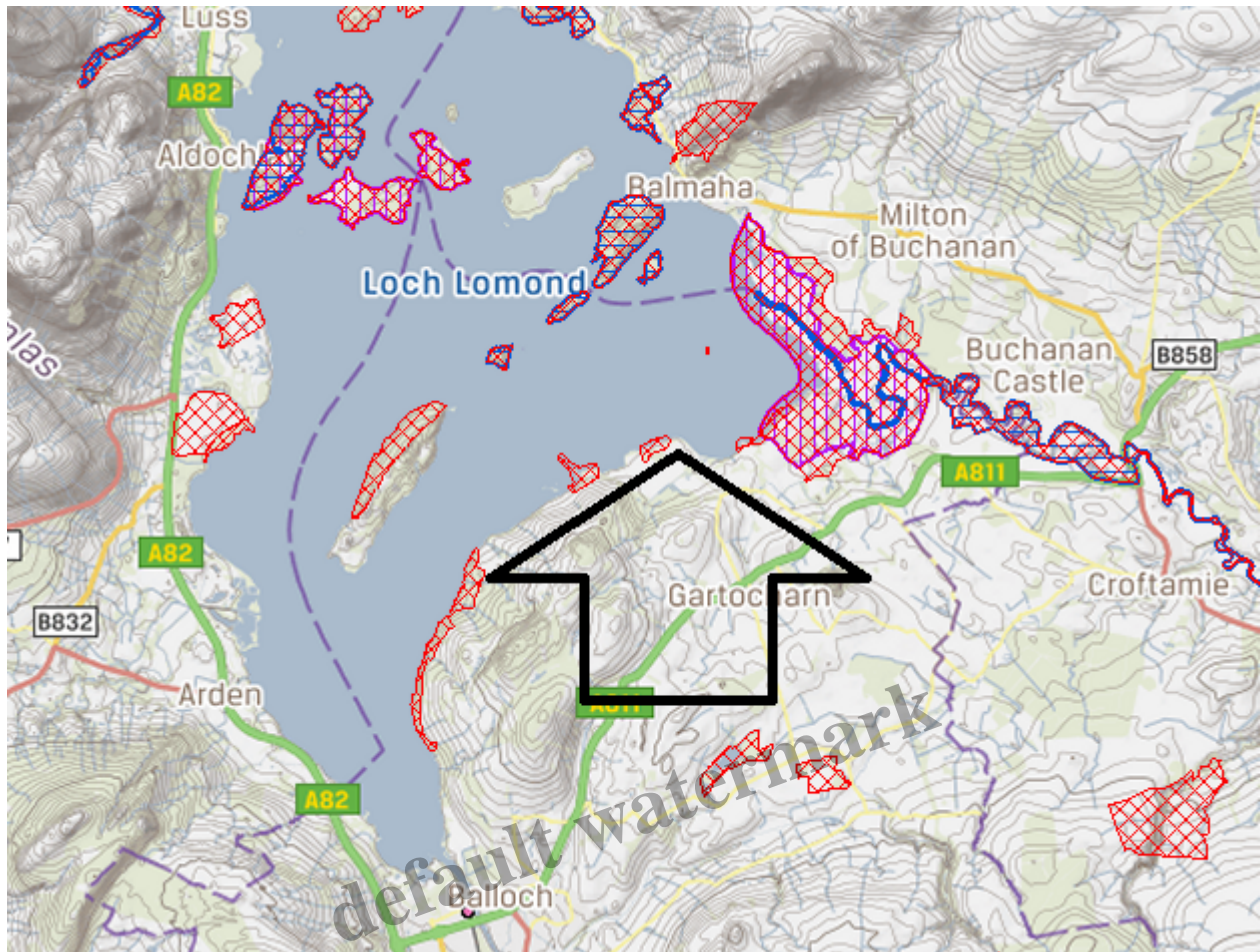 Luss
A82
Aldochl
Balmaha
Milton
of Buchanan
Loch Lomond
Buchanan
Castle
B858
A811
A82
Gartocharn
Croftamie
B832
Arden
A811
A82
Balloch
default watermark